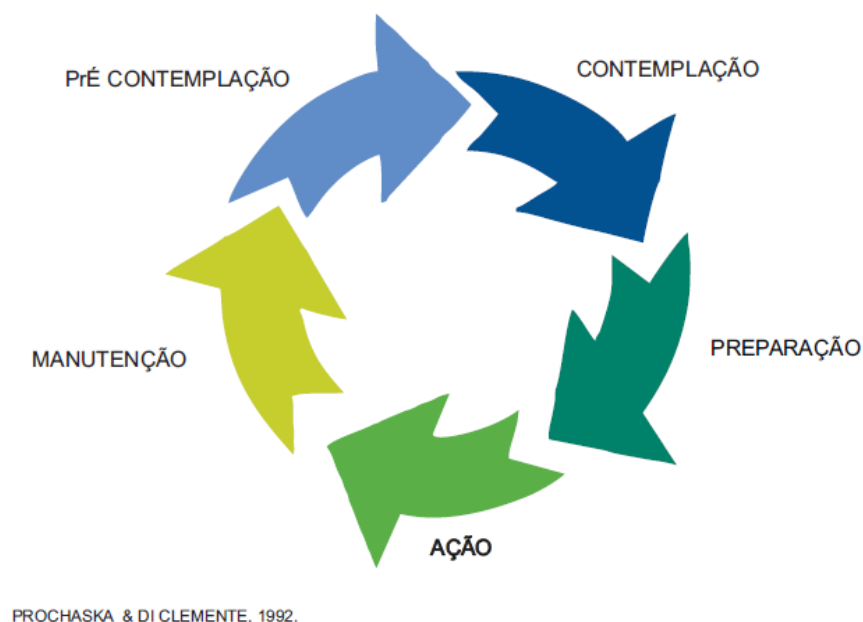 PrÉ CONTEMPLAÇÃO
CONTEMPLAÇÃO
PREPARAÇÃO
AÇÃO
MANUTENÇÃO
PROCHASKA & DI CLEMENTE. 1992.